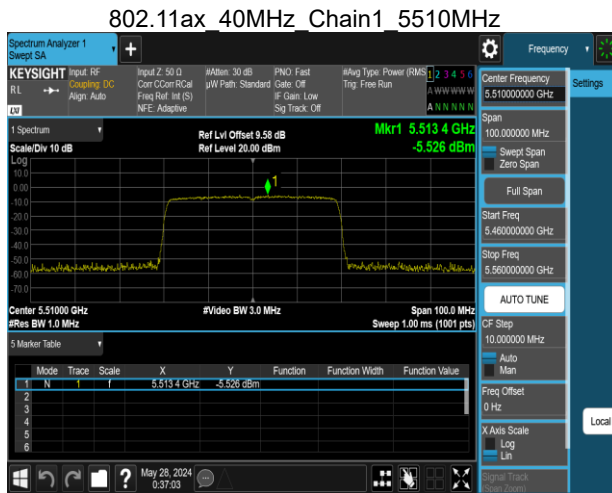 802.11ax_40MHz_Chain1_5510MHz
Spectrum Analyzer 1
Swept SA
+
Frequency
KEYSIGHT
RL
LXI
Input: RF
Coupling: DC
Align: Auto
Input Z: 50 Ω
Corr CCorr RCal
Freq Ref: Int (S)
NFE: Adaptive
#Atten: 30 dB
µW Path: Standard
PNO: Fast
Gate: Off
IF Gain: Low
Sig Track: Off
#Avg Type: Power (RMS
Trig: Free Run
1 2 3 4 5 6
A W W W W W
A N N N N N
Center Frequency
5.510000000 GHz
Settings
Span
100.000000 MHz
Swept Span
Zero Span
Full Span
Start Freq
5.460000000 GHz
Stop Freq
5.560000000 GHz
AUTO TUNE
CF Step
10.000000 MHz
Auto
Man
Freq Offset
0 Hz
X Axis Scale
Log
Lin
Signal Track
(Span Zoom)
Local
1 Spectrum
Scale/Div 10 dB
Ref Lvl Offset 9.58 dB
Ref Level 20.00 dBm
Mkr1 5.513 4 GHz
-5.526 dBm
Log
10.0
0.00
-10.0
-20.0
-30.0
-40.0
-50.0
-60.0
-70.0
1
Center 5.51000 GHz
#Res BW 1.0 MHz
#Video BW 3.0 MHz
Span 100.0 MHz
Sweep 1.00 ms (1001 pts)
5 Marker Table
Mode Trace Scale X Y Function Function Width Function Value
1 N 1 f 5.513 4 GHz -5.526 dBm
2
3
4
5
6
?
May 28, 2024
0:37:03